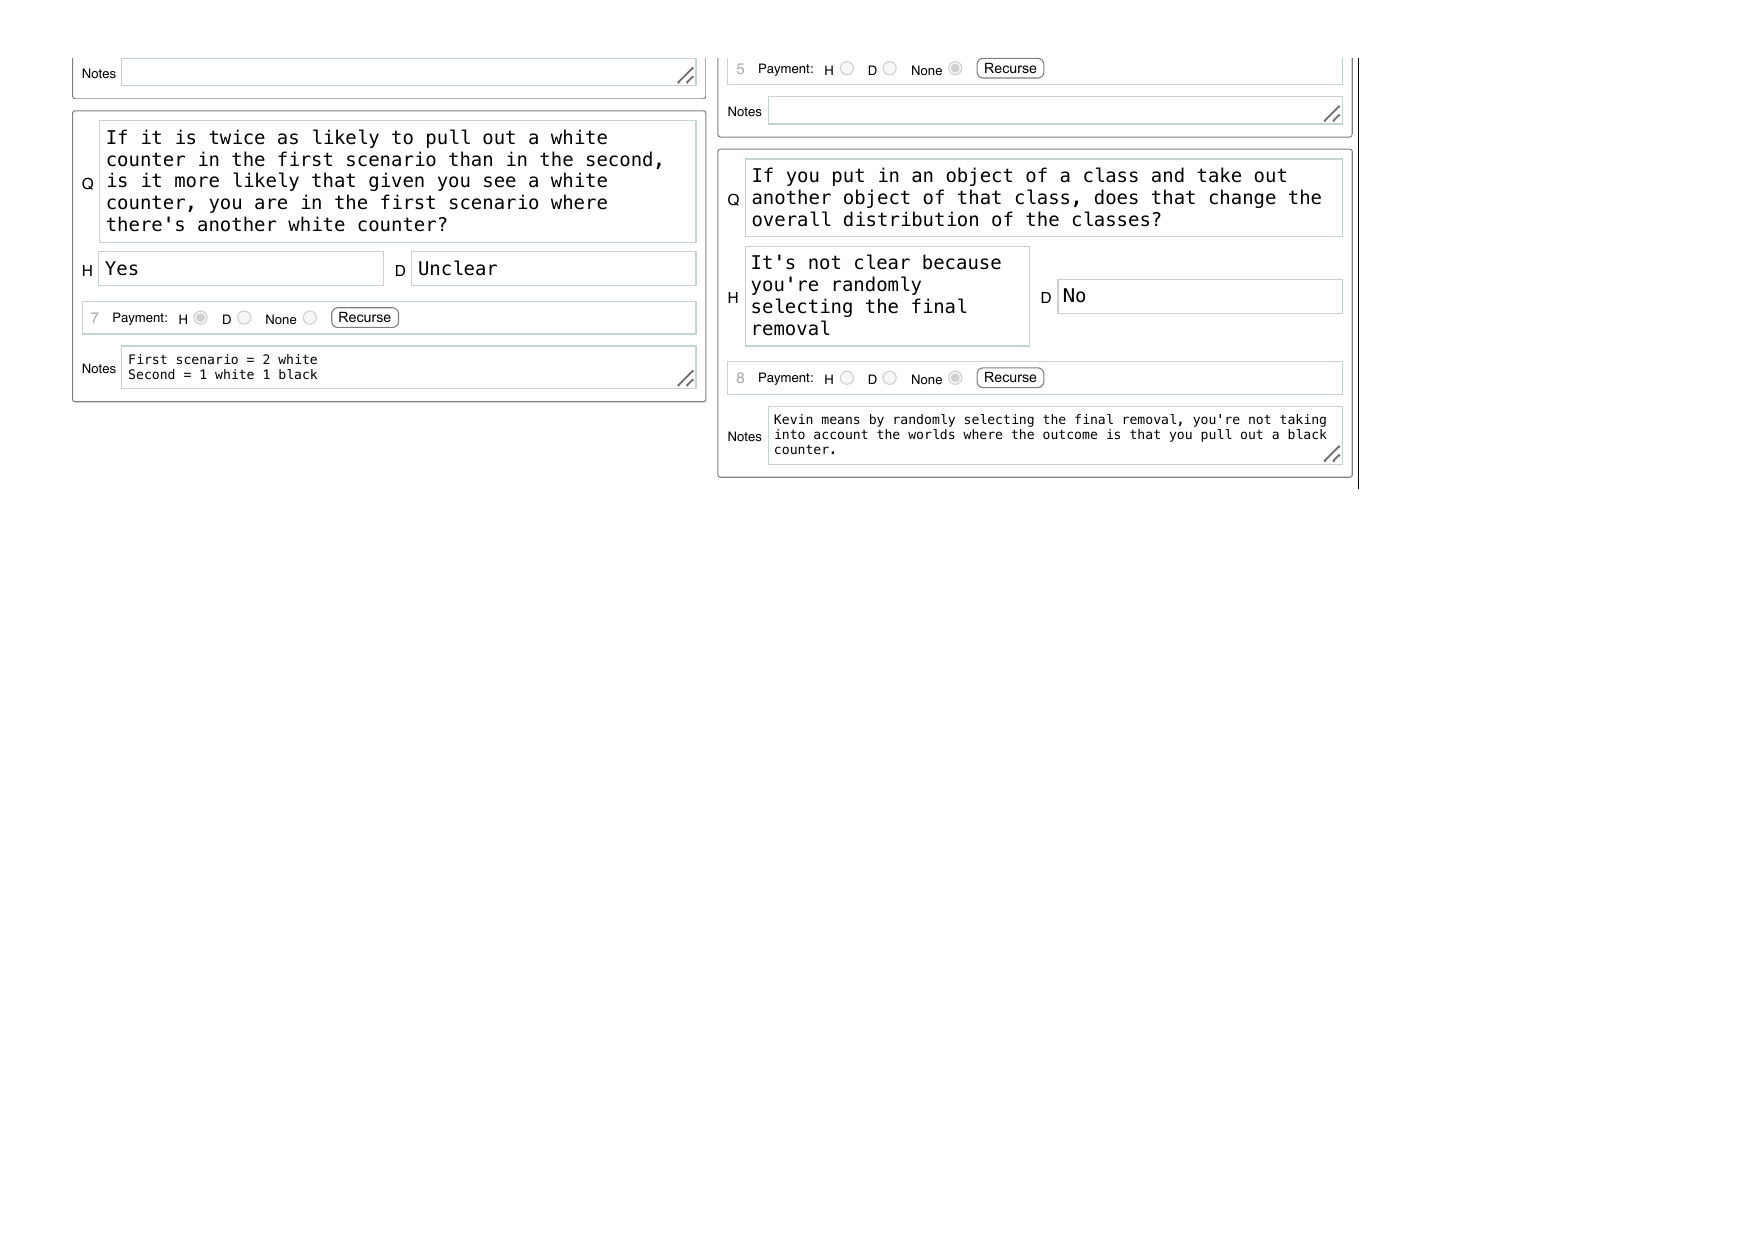 Notes
If it is twice as likely to pull out a white
counter in the first scenario than in the second,
Q is it more likely that given you see a white
counter, you are in the first scenario where
there's another white counter?
H Yes D Unclear
7 Payment: H D None Recurse
Notes First scenario = 2 white
Second = 1 white 1 black
5 Payment: H D None Recurse
Notes
If you put in an object of a class and take out
Q another object of that class, does that change the
overall distribution of the classes?
It's not clear because
you're randomly
H selecting the final D No
removal
8 Payment: H D None Recurse
Kevin means by randomly selecting the final removal, you're not taking
Notes into account the worlds where the outcome is that you pull out a black
counter.